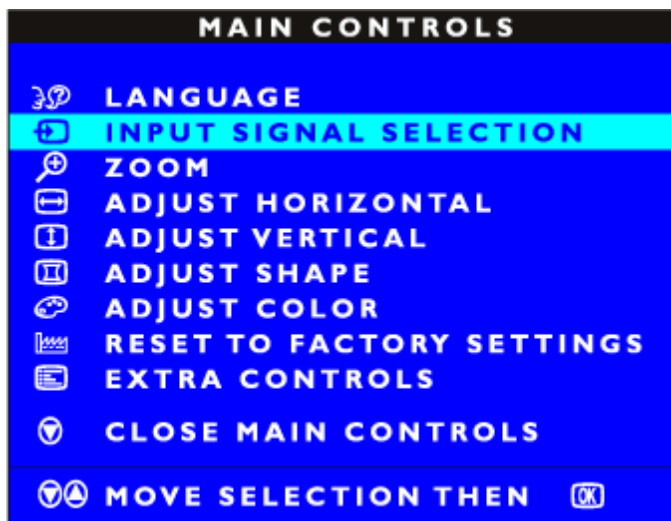 MAIN CONTROLS
LANGUAGE
INPUT SIGNAL SELECTION
ZOOM
ADJUST HORIZONTAL
ADJUST VERTICAL
ADJUST SHAPE
ADJUST COLOR
RESET TO FACTORY SETTINGS
EXTRA CONTROLS
CLOSE MAIN CONTROLS
MOVE SELECTION THEN OK